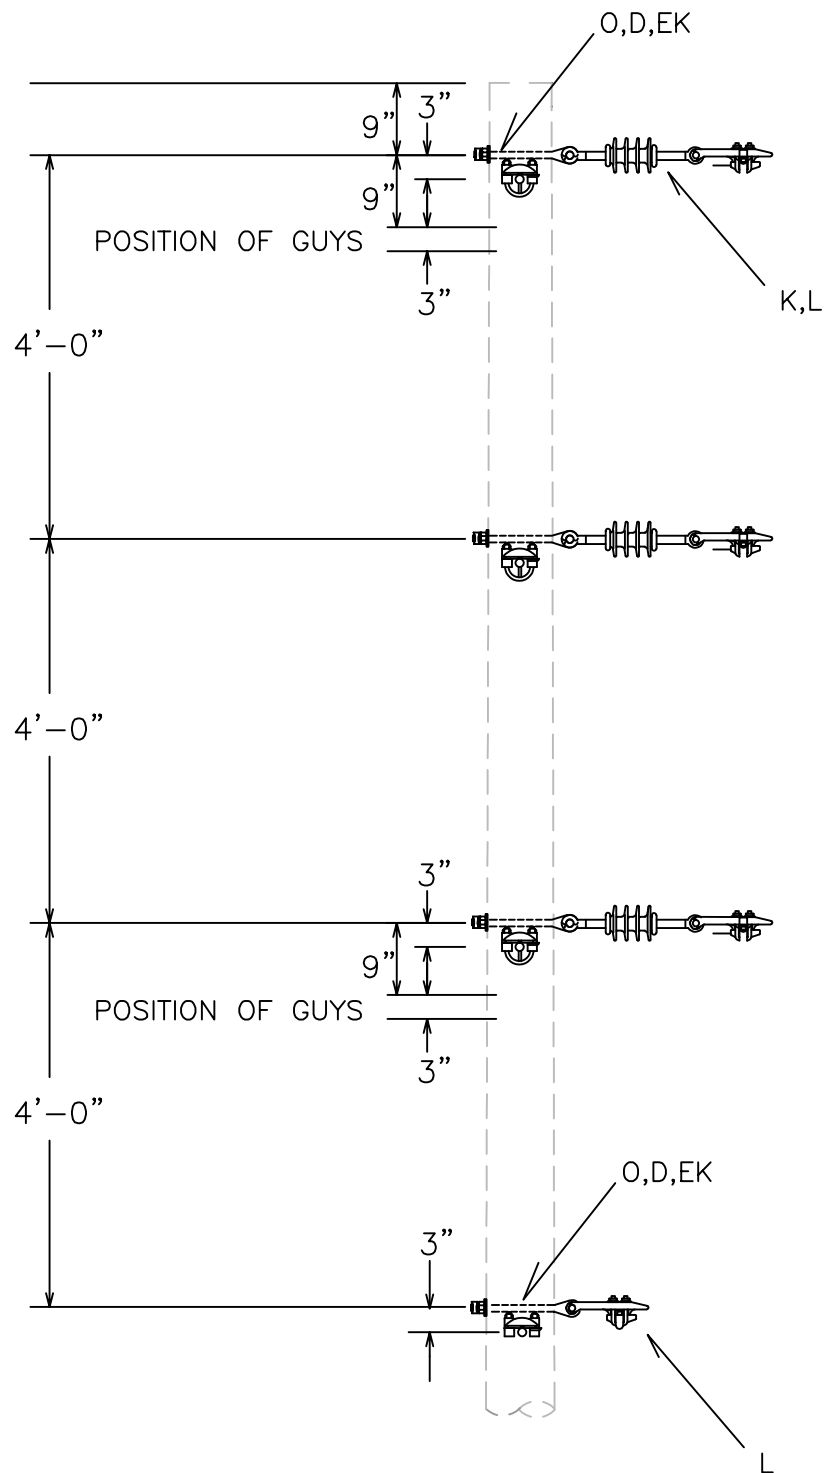 O,D,EK
3”
9”
9”
POSITION OF GUYS
3”
K,L
4’–0”
4’–0”
3”
9”
POSITION OF GUYS
3”
4’–0”
O,D,EK
3”
L